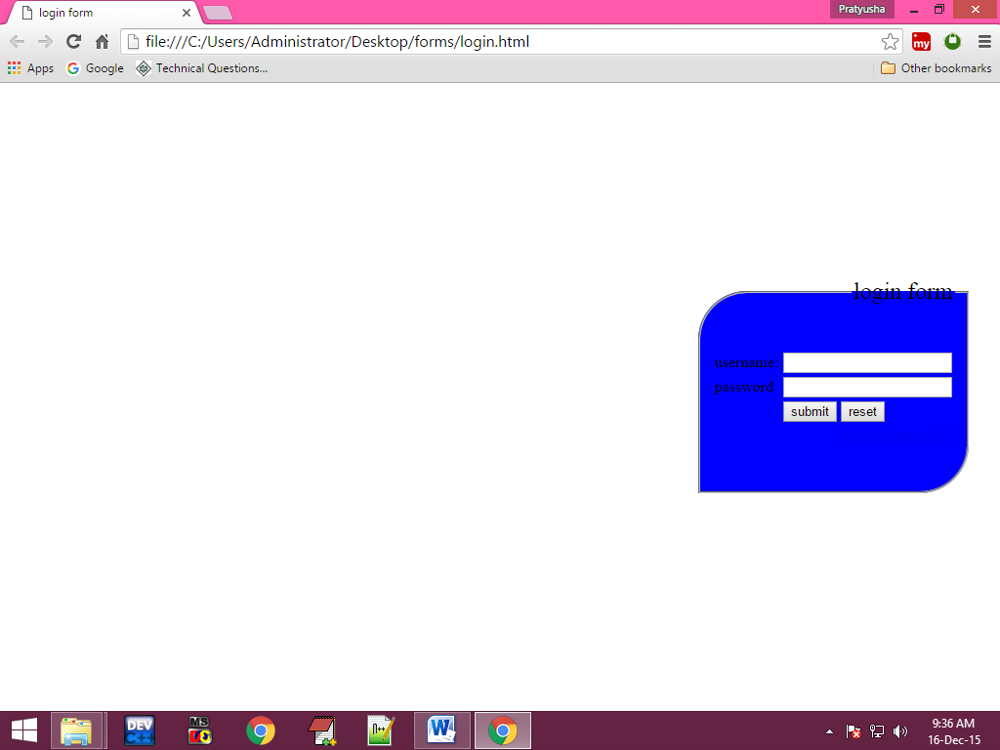 login form
Pratyusha
file:///C:/Users/Administrator/Desktop/forms/login.html
my
Apps
Google
Technical Questions...
Other bookmarks
login form
username
password
submit
reset
DEV
C++
MS
9:36 AM
16-Dec-15